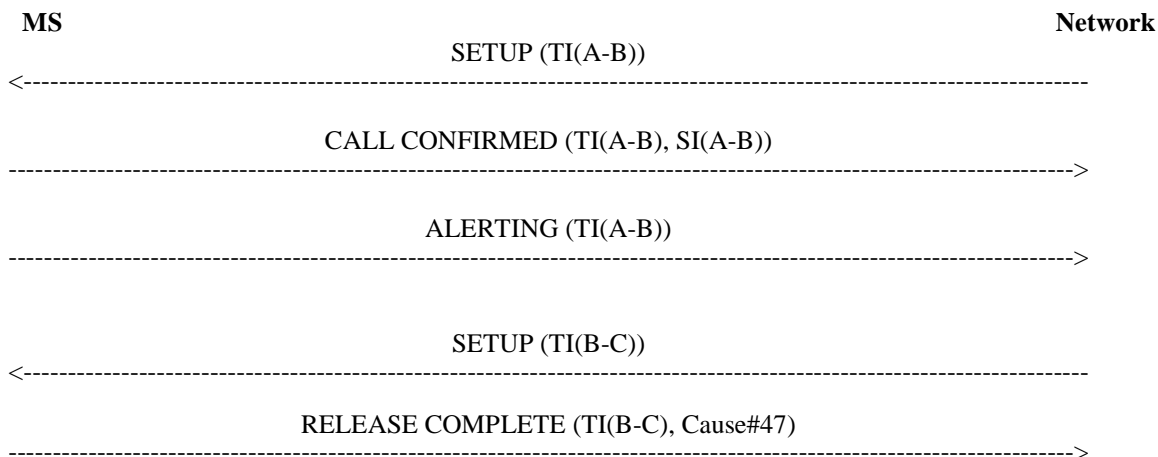 MS Network
SETUP (TI(A-B))
<------------------------------------------------------------------------------------------------------------------------
CALL CONFIRMED (TI(A-B), SI(A-B))
------------------------------------------------------------------------------------------------------------------------>
ALERTING (TI(A-B))
------------------------------------------------------------------------------------------------------------------------>
SETUP (TI(B-C))
<------------------------------------------------------------------------------------------------------------------------
RELEASE COMPLETE (TI(B-C), Cause#47)
------------------------------------------------------------------------------------------------------------------------>